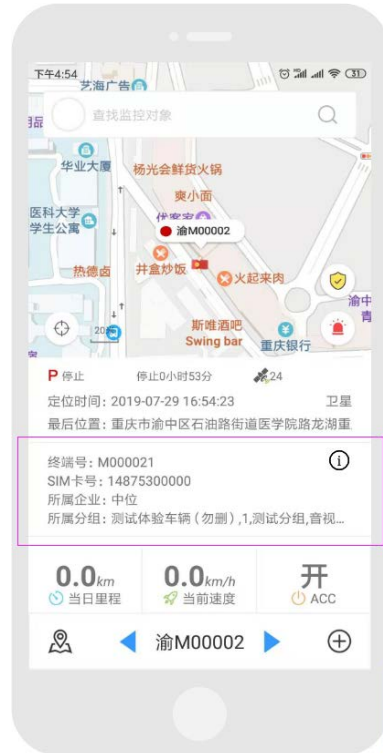 下午4:54
31
艺海广告
查找监控对象
华业大厦
杨光会鲜货火锅
爽小面
医科大学
学生公寓
优客家
渝M00002
热德卤
井盒炒饭
火起来肉
渝中
青
20
斯唯酒吧
Swing bar
重庆银行
P 停止
停止0小时53分
24
定位时间：2019-07-29 16:54:23
卫星
最后位置：重庆市渝中区石油路街道医学院路龙湖重
终端号：M000021
SIM卡号：14875300000
所属企业：中位
所属分组：测试体验车辆（勿删）,1,测试分组,音视...
0.0km
0.0km/h
开
当日里程
当前速度
ACC
渝M00002